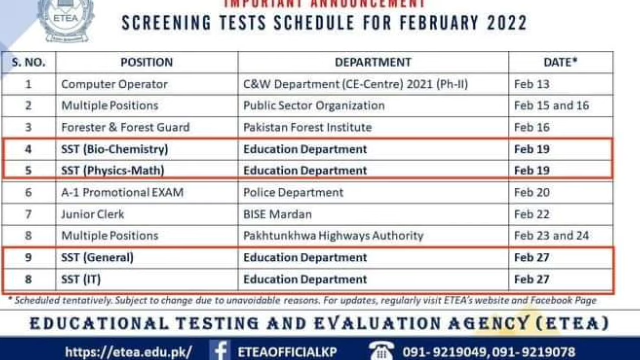 ETEA
IMPORTANT ANNOUNCEMENT
SCREENING TESTS SCHEDULE FOR FEBRUARY 2022
S. NO. POSITION DEPARTMENT DATE*
1 Computer Operator C&W Department (CE-Centre) 2021 (Ph-II) Feb 13
2 Multiple Positions Public Sector Organization Feb 15 and 16
3 Forester & Forest Guard Pakistan Forest Institute Feb 16
4 SST (Bio-Chemistry) Education Department Feb 19
5 SST (Physics-Math) Education Department Feb 19
6 A-1 Promotional EXAM Police Department Feb 20
7 Junior Clerk BISE Mardan Feb 22
8 Multiple Positions Pakhtunkhwa Highways Authority Feb 23 and 24
9 SST (General) Education Department Feb 27
8 SST (IT) Education Department Feb 27
* Scheduled tentatively. Subject to change due to unavoidable reasons. For updates, regularly visit ETEA's website and Facebook Page
EDUCATIONAL TESTING AND EVALUATION AGENCY (ETEA)
https://etea.edu.pk/ f ETEAOFFICIALKP 091-9219049, 091-9219078